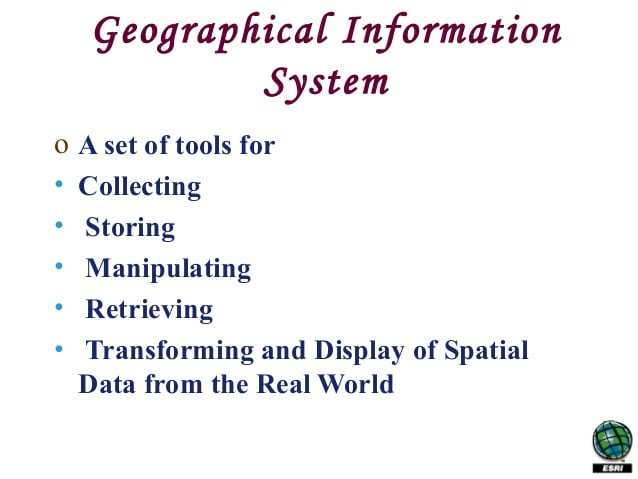 Geographical Information
System
o A set of tools for
• Collecting
• Storing
• Manipulating
• Retrieving
• Transforming and Display of Spatial
Data from the Real World
ESRI